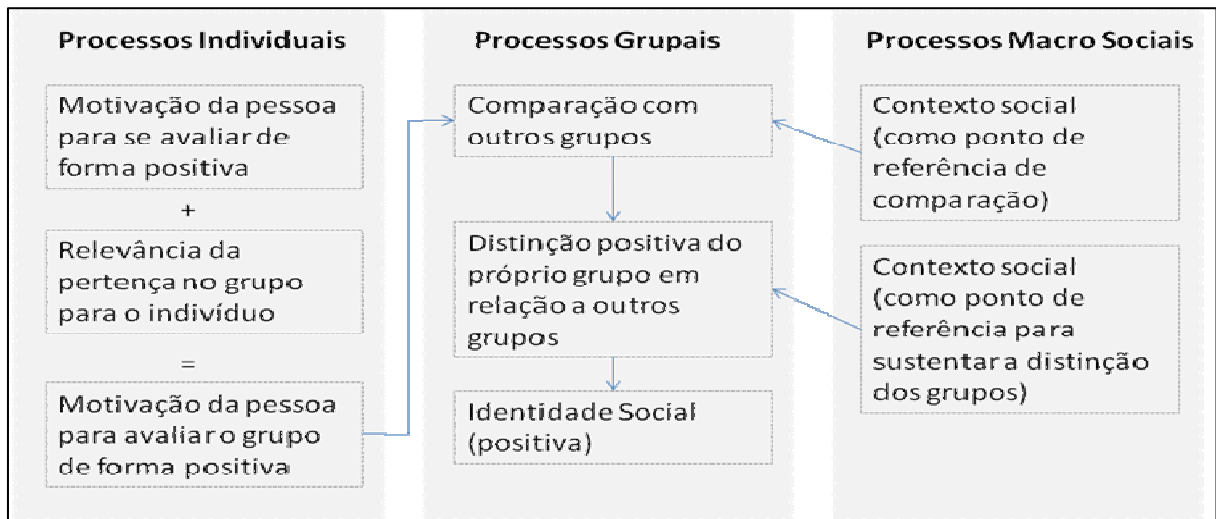 Processos Individuais
Motivação da pessoa
para se avaliar de
forma positiva
+
Relevância da
pertença no grupo
para o indivíduo
=
Motivação da pessoa
para avaliar o grupo
de forma positiva
Processos Grupais
Comparação com
outros grupos
Distinção positiva do
próprio grupo em
relação a outros
grupos
Identidade Social
(positiva)
Processos Macro Sociais
Contexto social
(como ponto de
referência de
comparação)
Contexto social
(como ponto de
referência para
sustentar a distinção
dos grupos)